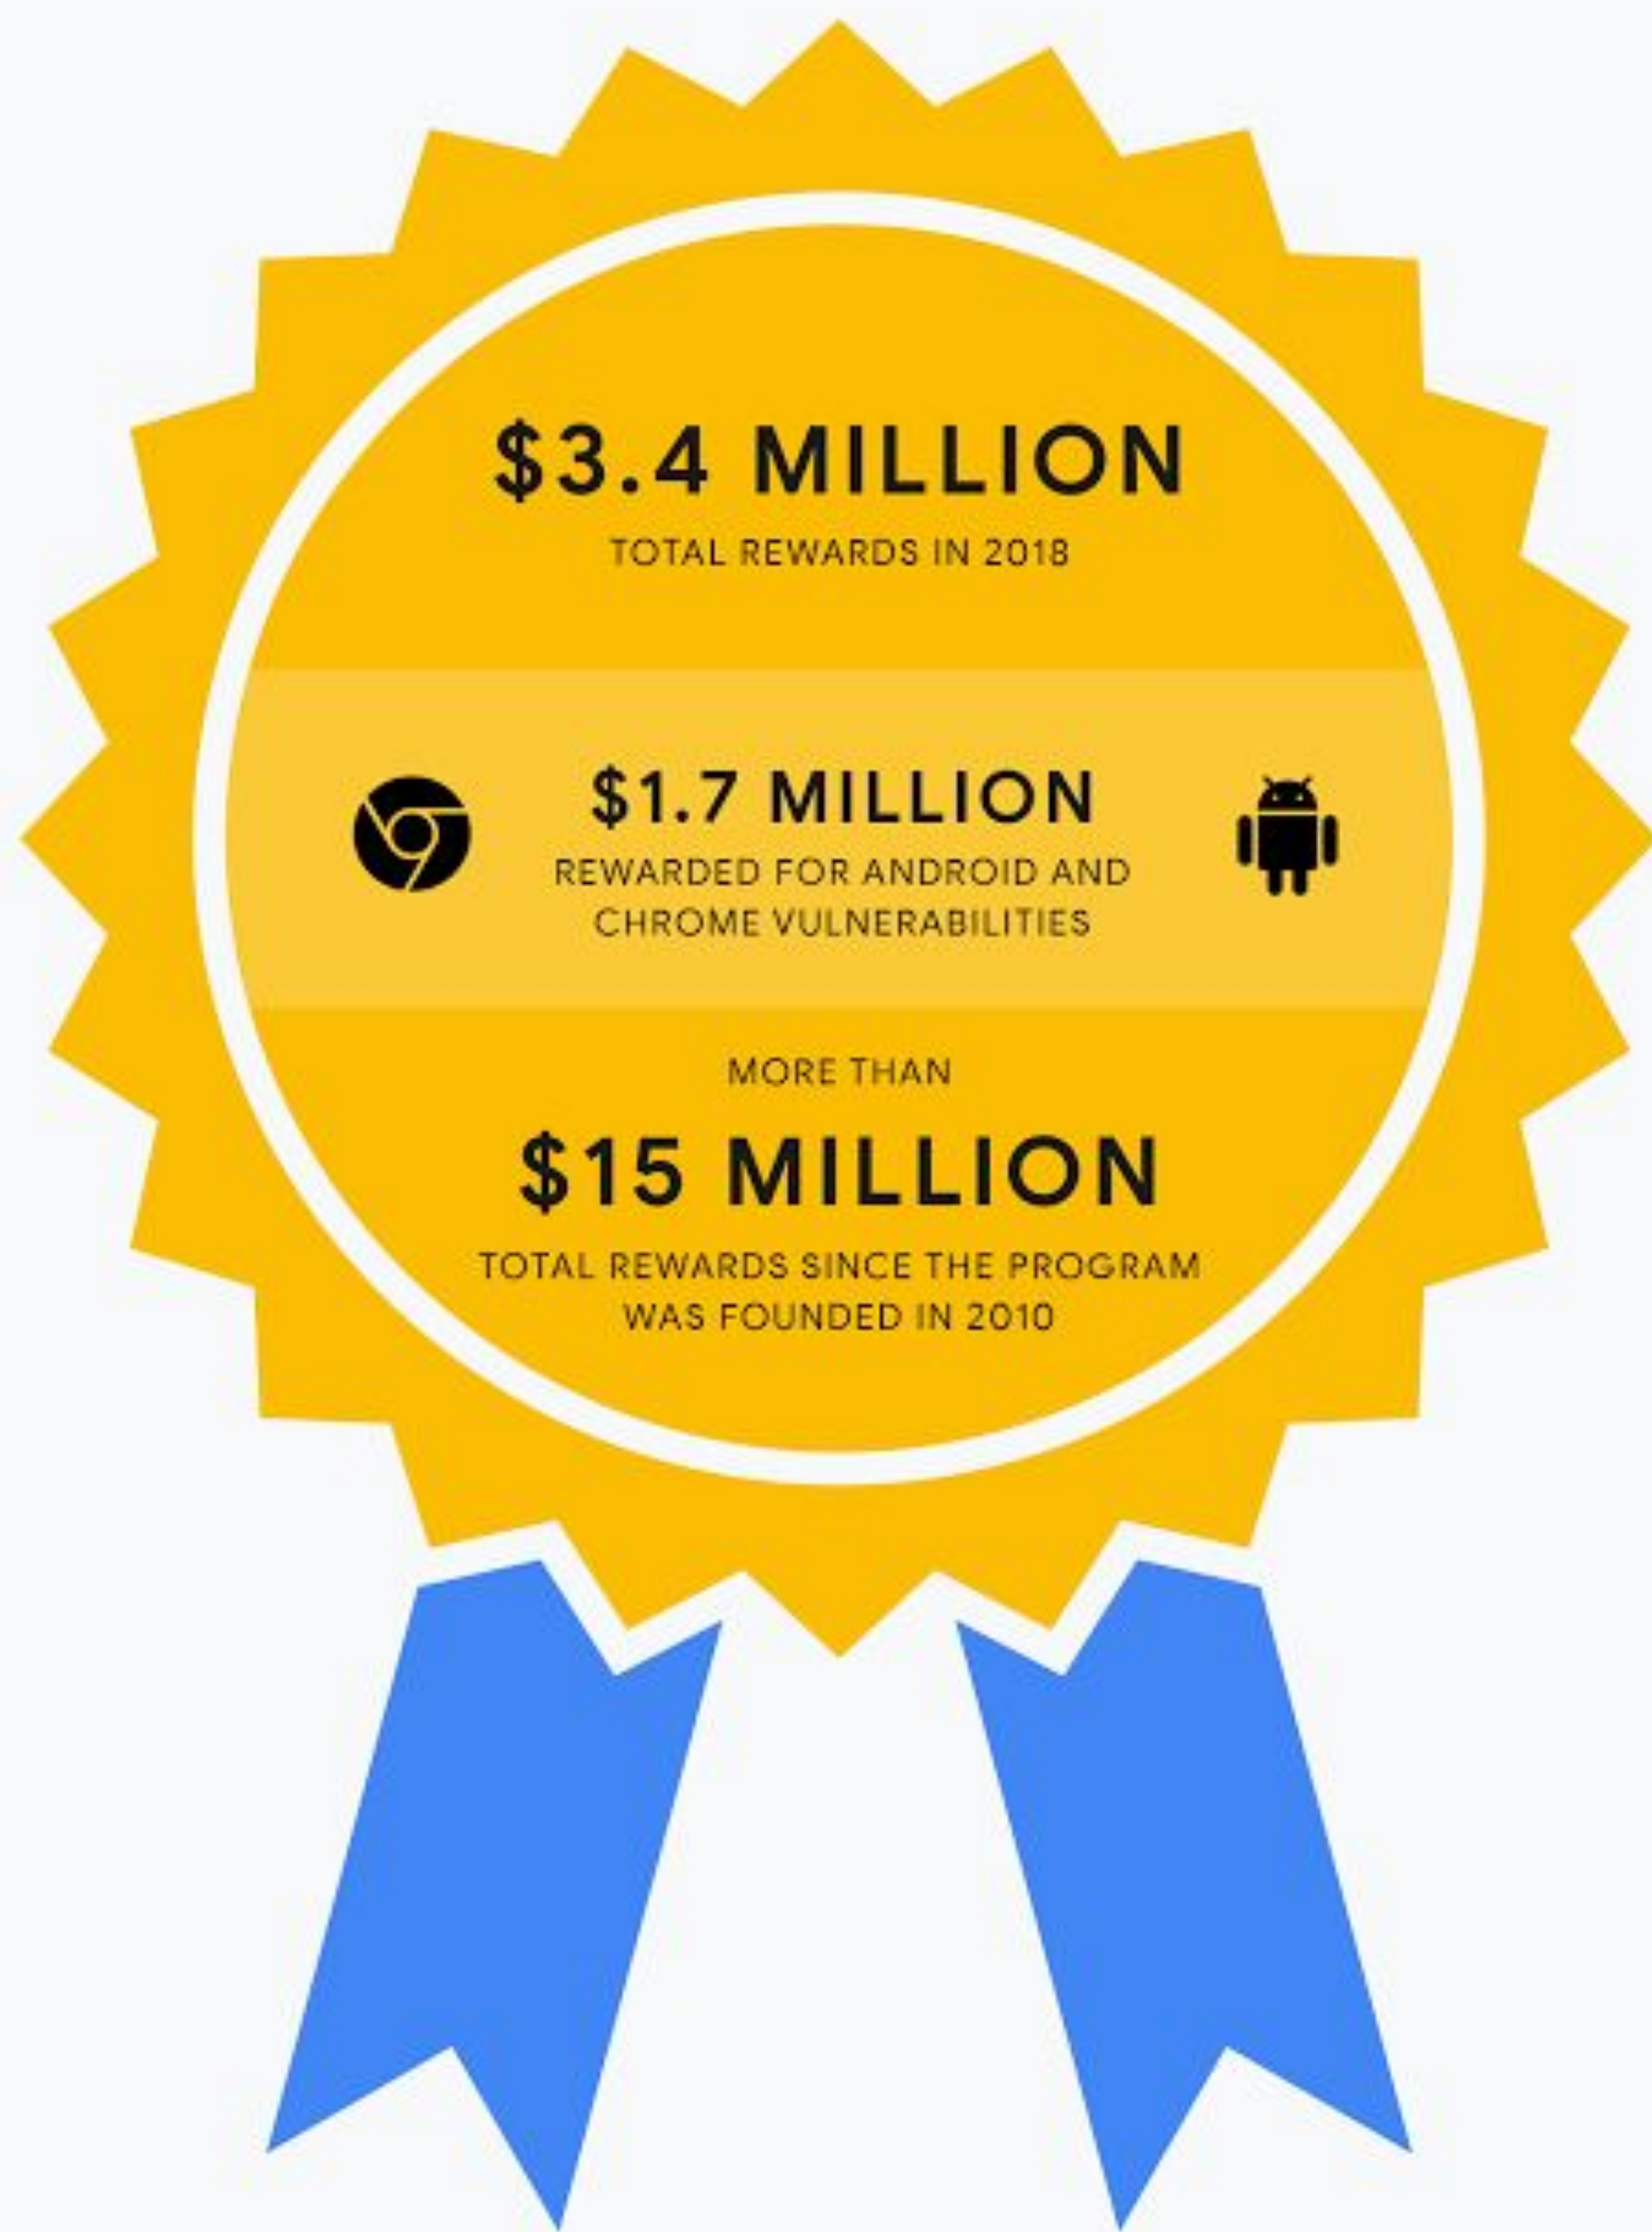 $3.4 MILLION
TOTAL REWARDS IN 2018
$1.7 MILLION
REWARDED FOR ANDROID AND
CHROME VULNERABILITIES
MORE THAN
$15 MILLION
TOTAL REWARDS SINCE THE PROGRAM
WAS FOUNDED IN 2010